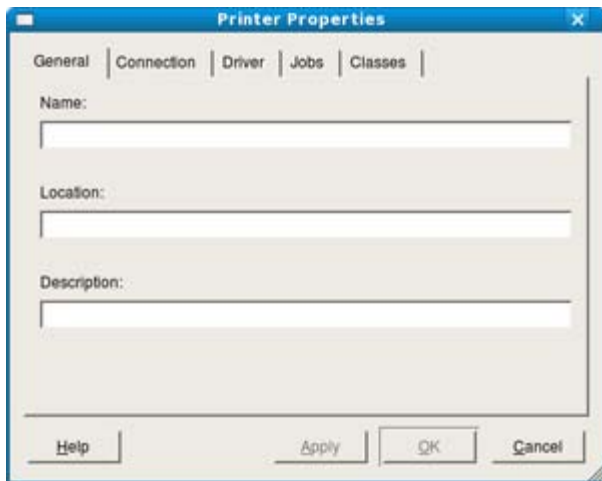 Printer Properties
General Connection Driver Jobs Classes
Name:
Location:
Description:
Help Apply OK Cancel